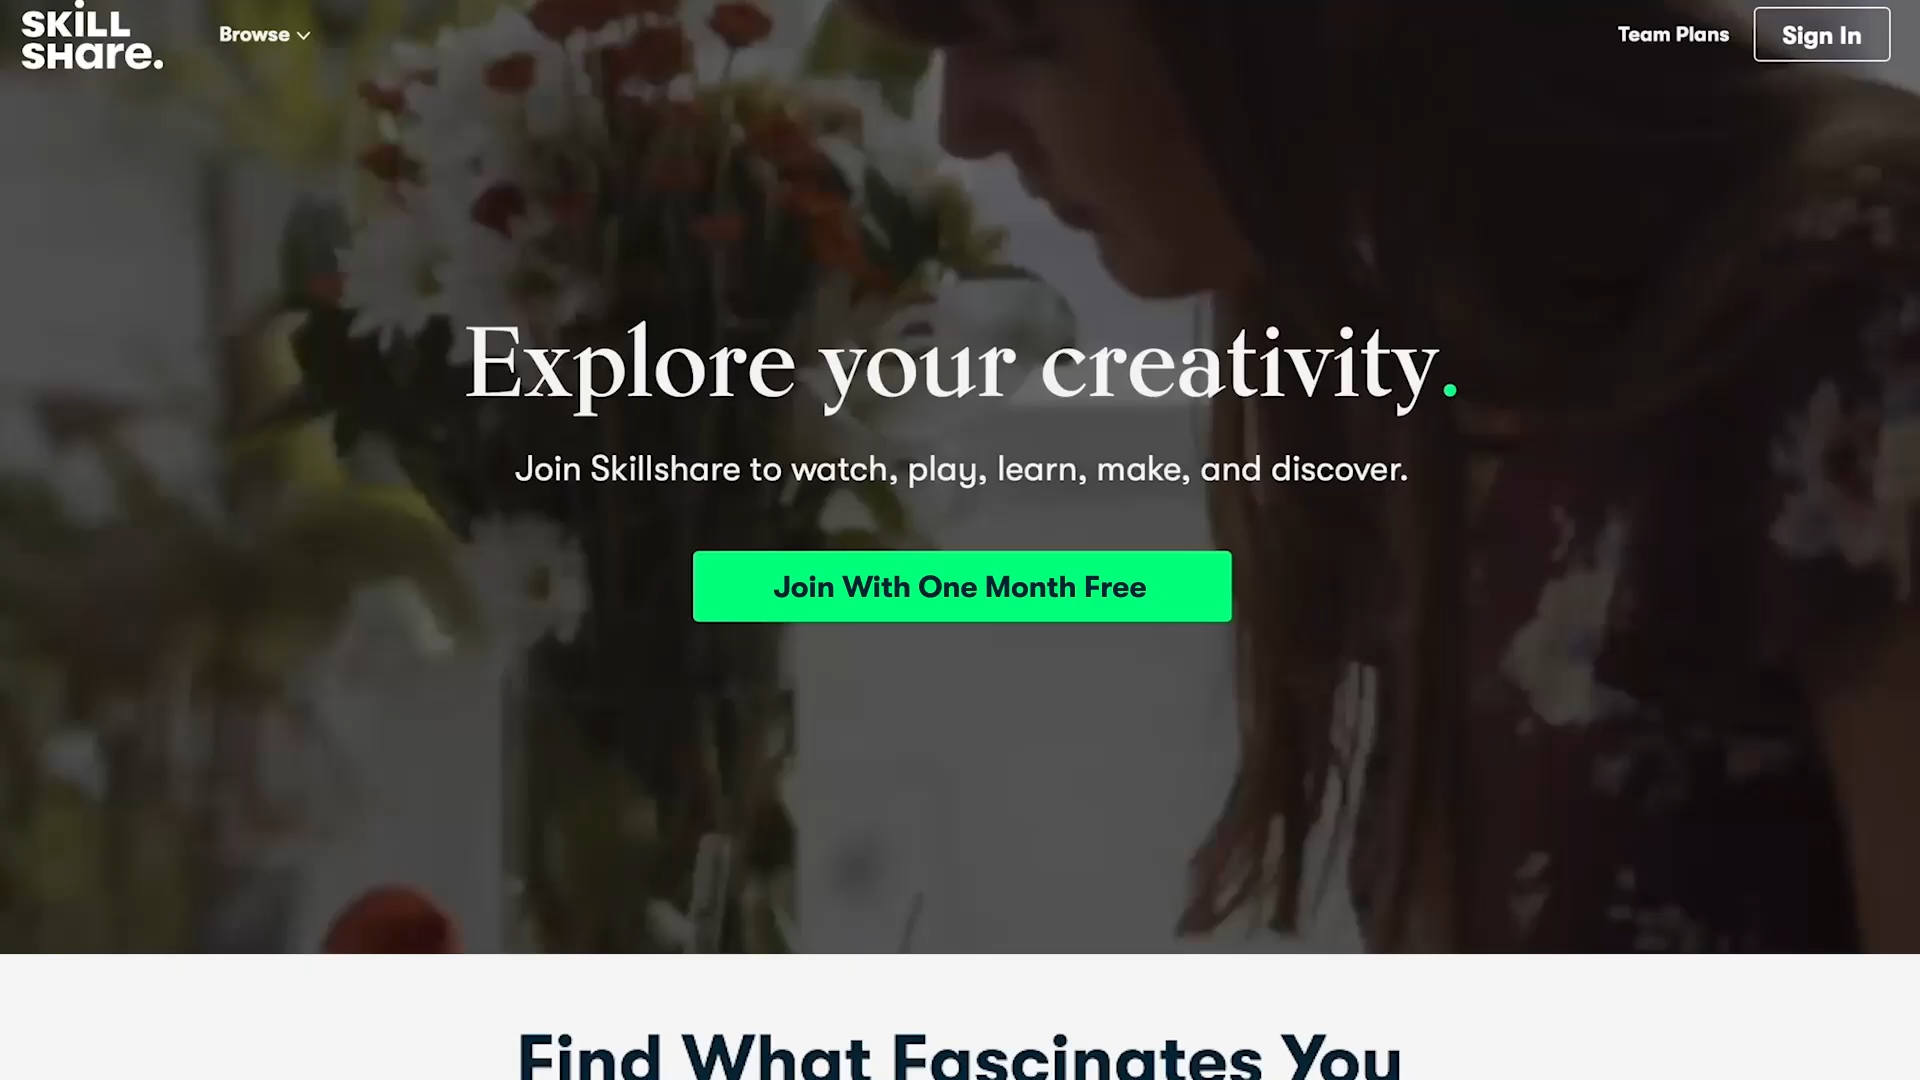 SKiLL
SHare.
Browse
Team Plans
Sign In
Explore your creativity.
Join Skillshare to watch, play, learn, make, and discover.
Join With One Month Free
Find What Fascinates You